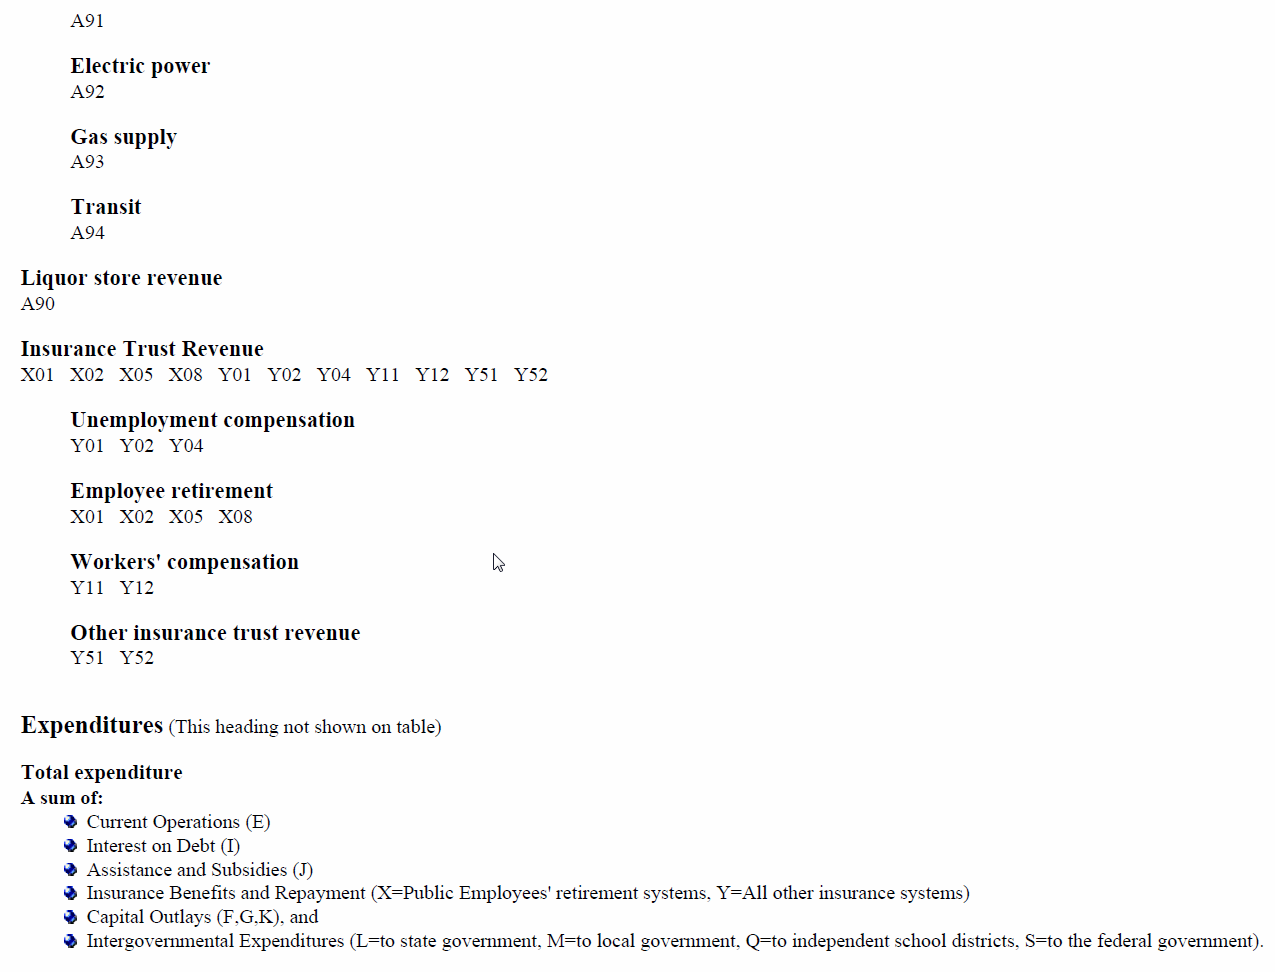 A91
Electric power
A92
Gas supply
A93
Transit
A94
Liquor store revenue
A90
Insurance Trust Revenue
X01 X02 X05 X08 Y01 Y02 Y04 Y11 Y12 Y51 Y52
Unemployment compensation
Y01 Y02 Y04
Employee retirement
X01 X02 X05 X08
Workers' compensation
Y11 Y12
Other insurance trust revenue
Y51 Y52
Expenditures (This heading not shown on table)
Total expenditure
A sum of:
Current Operations (E)
Interest on Debt (I)
Assistance and Subsidies (J)
Insurance Benefits and Repayment (X=Public Employees' retirement systems, Y=All other insurance systems)
Capital Outlays (F,G,K), and
Intergovernmental Expenditures (L=to state government, M=to local government, Q=to independent school districts, S=to the federal government).